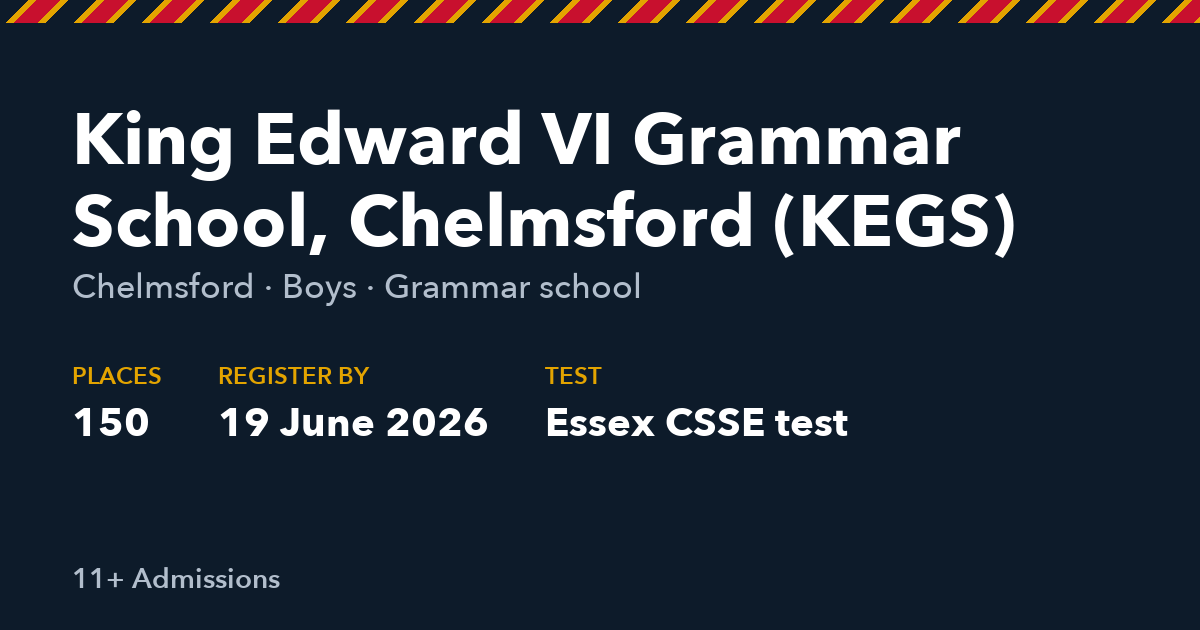 King Edward VI Grammar
School, Chelmsford (KEGS)
Chelmsford · Boys · Grammar school
PLACES REGISTER BY TEST
150 19 June 2026 Essex CSSE test
11+ Admissions